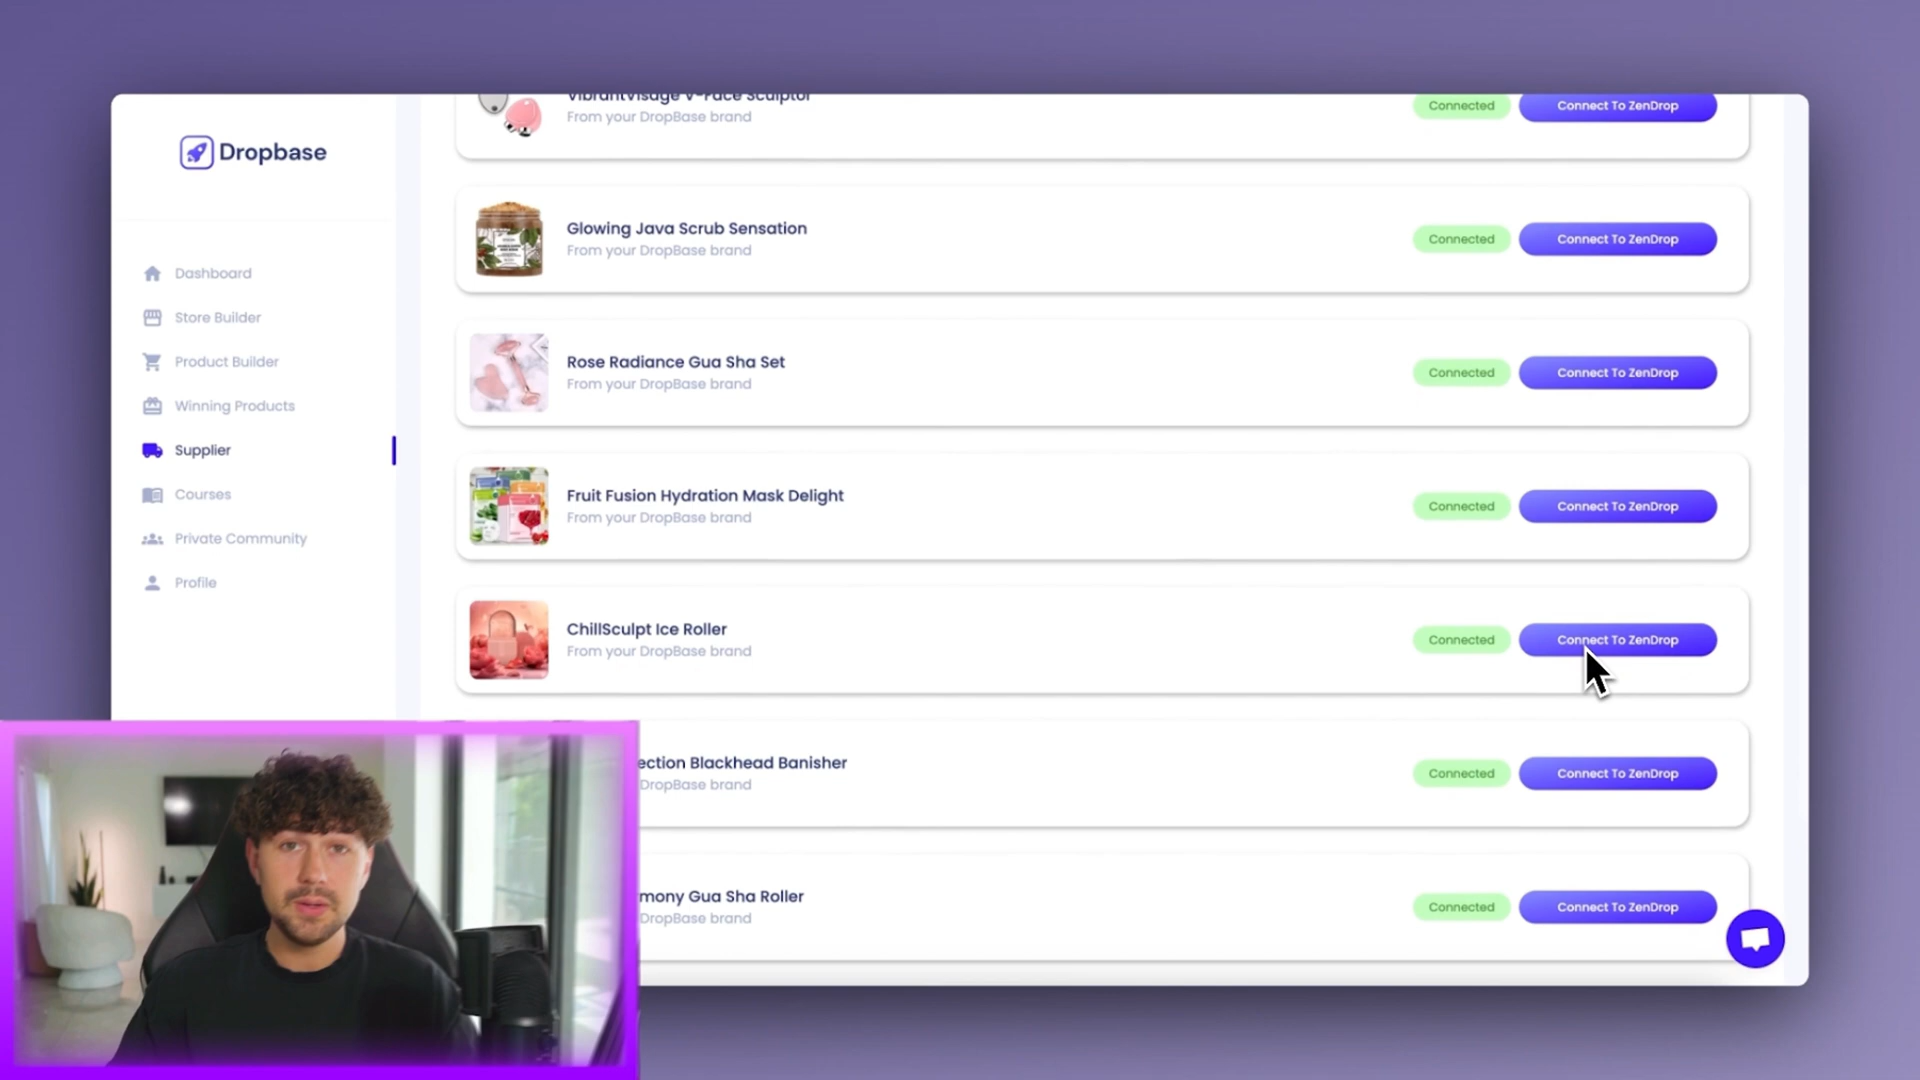 Dropbase
Dashboard
Store Builder
Product Builder
Winning Products
Supplier
Courses
Private Community
Profile
VibrantVisage V-Face Sculptor
From your DropBase brand
Connected
Connect To ZenDrop
Glowing Java Scrub Sensation
From your DropBase brand
Connected
Connect To ZenDrop
Rose Radiance Gua Sha Set
From your DropBase brand
Connected
Connect To ZenDrop
Fruit Fusion Hydration Mask Delight
From your DropBase brand
Connected
Connect To ZenDrop
ChillSculpt Ice Roller
From your DropBase brand
Connected
Connect To ZenDrop
ection Blackhead Banisher
DropBase brand
Connected
Connect To ZenDrop
mony Gua Sha Roller
DropBase brand
Connected
Connect To ZenDrop